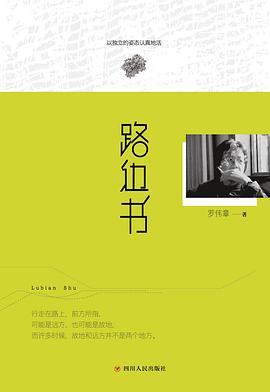 以独立的姿态认真地活
路边书
罗伟章——著
Lubian Shu
行走在路上，前方所指，
可能是远方，也可能是故地，
而许多时候，故地和远方并不是两个地方。
四川人民出版社